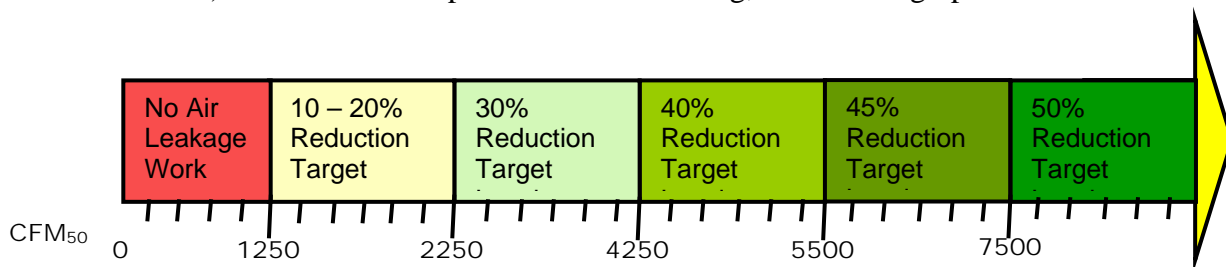 No Air
Leakage
Work
10 – 20%
Reduction
Target
30%
Reduction
Target
40%
Reduction
Target
45%
Reduction
Target
50%
Reduction
Target
CFM50
0 1250 2250 4250 5500 7500